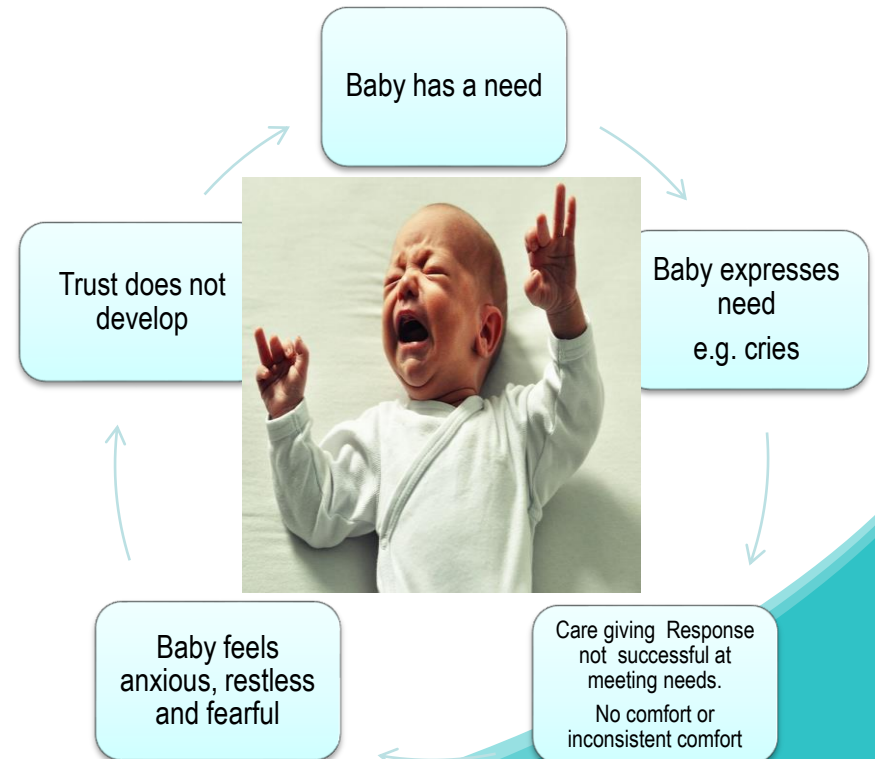 Baby has a need
Baby expresses
need
e.g. cries
Care giving Response
not successful at
meeting needs.
No comfort or
inconsistent comfort
Baby feels
anxious, restless
and fearful
Trust does not
develop